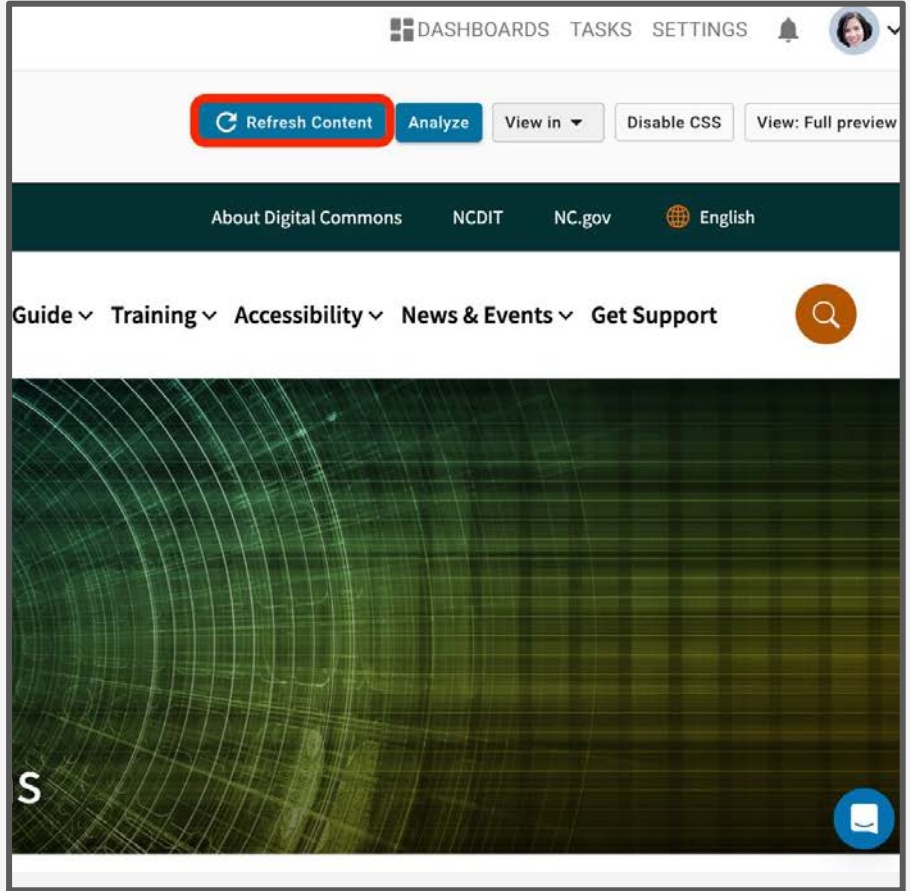 DASHBOARDS TASKS SETTINGS
Refresh Content Analyze View in Disable CSS View: Full preview
About Digital Commons NCDIT NC.gov English
Guide Training Accessibility News & Events Get Support
s